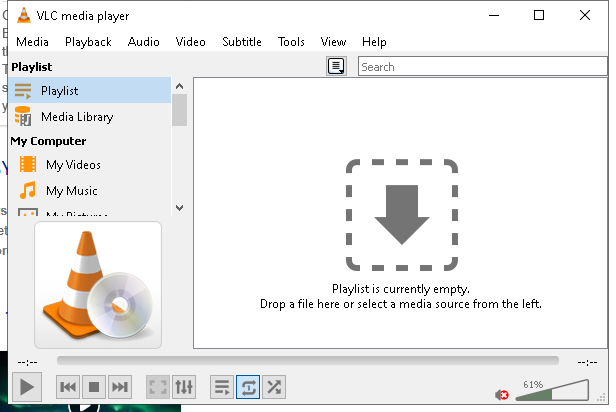 VLC media player
Media Playback Audio Video Subtitle Tools View Help
Playlist
Search
Playlist
Media Library
My Computer
My Videos
My Music
My Pictures
Playlist is currently empty.
Drop a file here or select a media source from the left.
--:-- --:--
61%